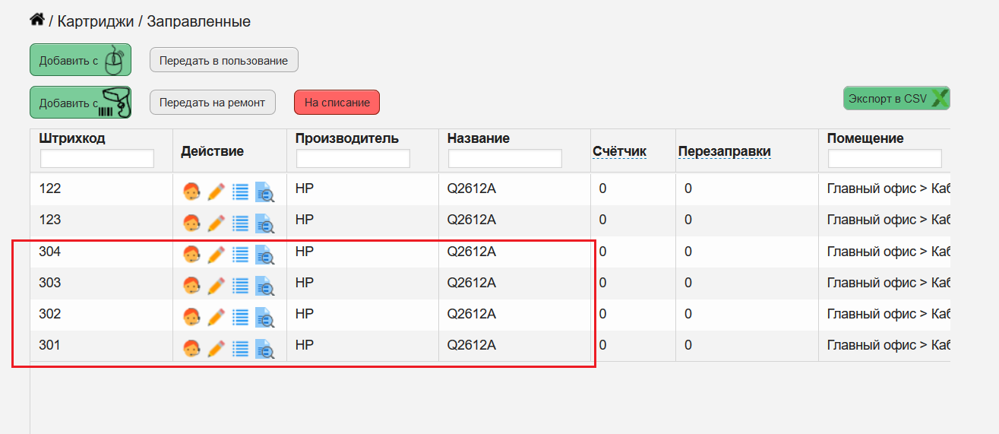 / Картриджи / Заправленные
Добавить с
Передать в пользование
Добавить с
Передать на ремонт
На списание
Экспорт в CSV
Штрихкод Действие Производитель Название Счётчик Перезаправки Помещение
122 HP Q2612A 0 0 Главный офис > Каб
123 HP Q2612A 0 0 Главный офис > Каб
304 HP Q2612A 0 0 Главный офис > Каб
303 HP Q2612A 0 0 Главный офис > Каб
302 HP Q2612A 0 0 Главный офис > Каб
301 HP Q2612A 0 0 Главный офис > Каб